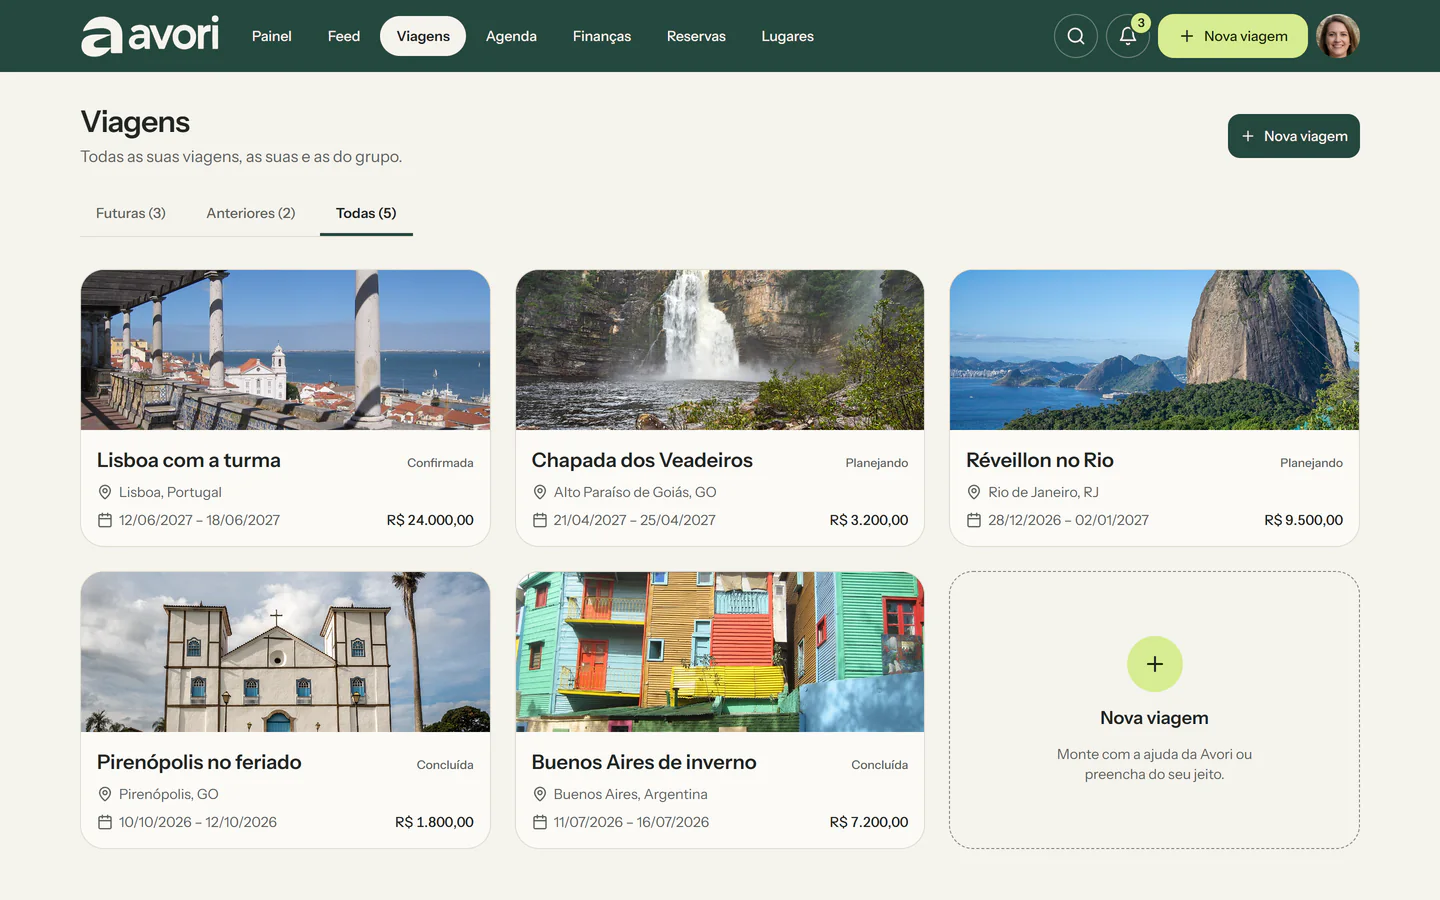 avori
Painel
Feed
Viagens
Agenda
Finanças
Reservas
Lugares
3
Nova viagem
Viagens
Todas as suas viagens, as suas e as do grupo.
Nova viagem
Futuras (3)
Anteriores (2)
Todas (5)
Lisboa com a turma
Confirmada
Lisboa, Portugal
12/06/2027 – 18/06/2027
R$ 24.000,00
Chapada dos Veadeiros
Planejando
Alto Paraíso de Goiás, GO
21/04/2027 – 25/04/2027
R$ 3.200,00
Réveillon no Rio
Planejando
Rio de Janeiro, RJ
28/12/2026 – 02/01/2027
R$ 9.500,00
Pirenópolis no feriado
Concluída
Pirenópolis, GO
10/10/2026 – 12/10/2026
R$ 1.800,00
Buenos Aires de inverno
Concluída
Buenos Aires, Argentina
11/07/2026 – 16/07/2026
R$ 7.200,00
Nova viagem
Monte com a ajuda da Avori ou
preencha do seu jeito.